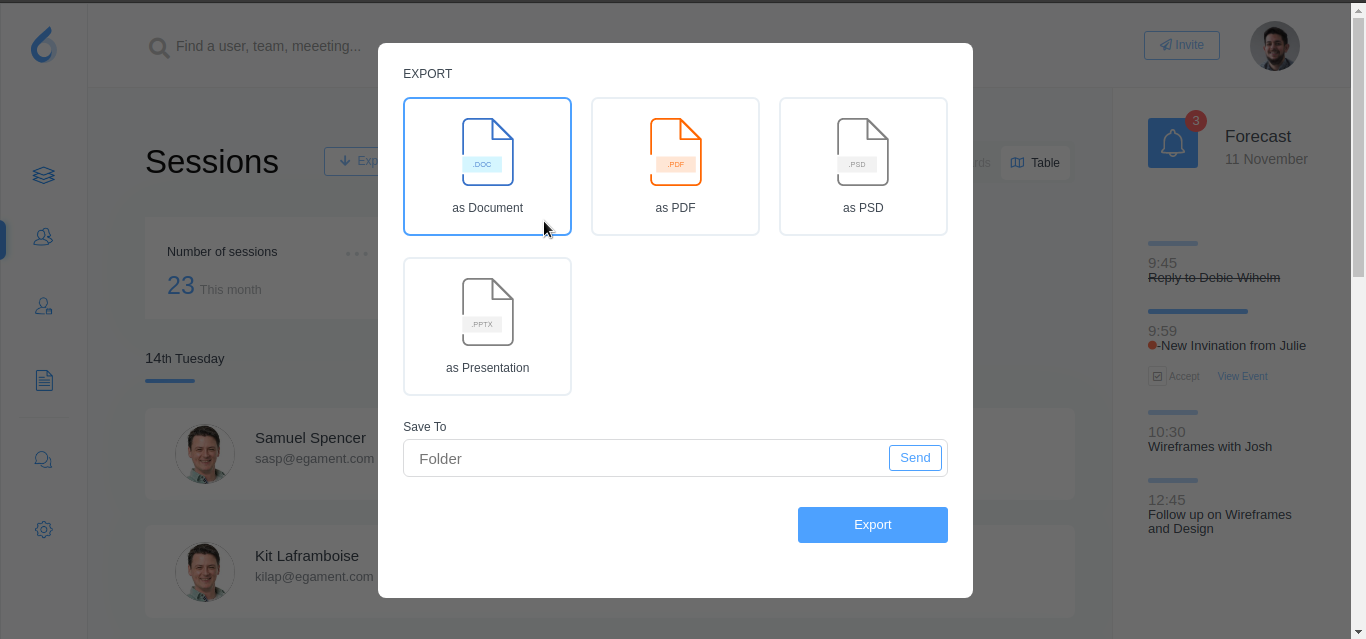 Find a user, team, meeeting...
Invite
EXPORT
.DOC
as Document
.PDF
as PDF
.PSD
as PSD
.PPTX
as Presentation
Save To
Folder
Send
Export
Sessions
Table
Number of sessions
23 This month
14th Tuesday
Samuel Spencer
sasp@egament.com
Kit Laframboise
kilap@egament.com
3
Forecast
11 November
9:45
Reply to Debie Wihelm
9:59
-New Invination from Julie
Accept
View Event
10:30
Wireframes with Josh
12:45
Follow up on Wireframes
and Design